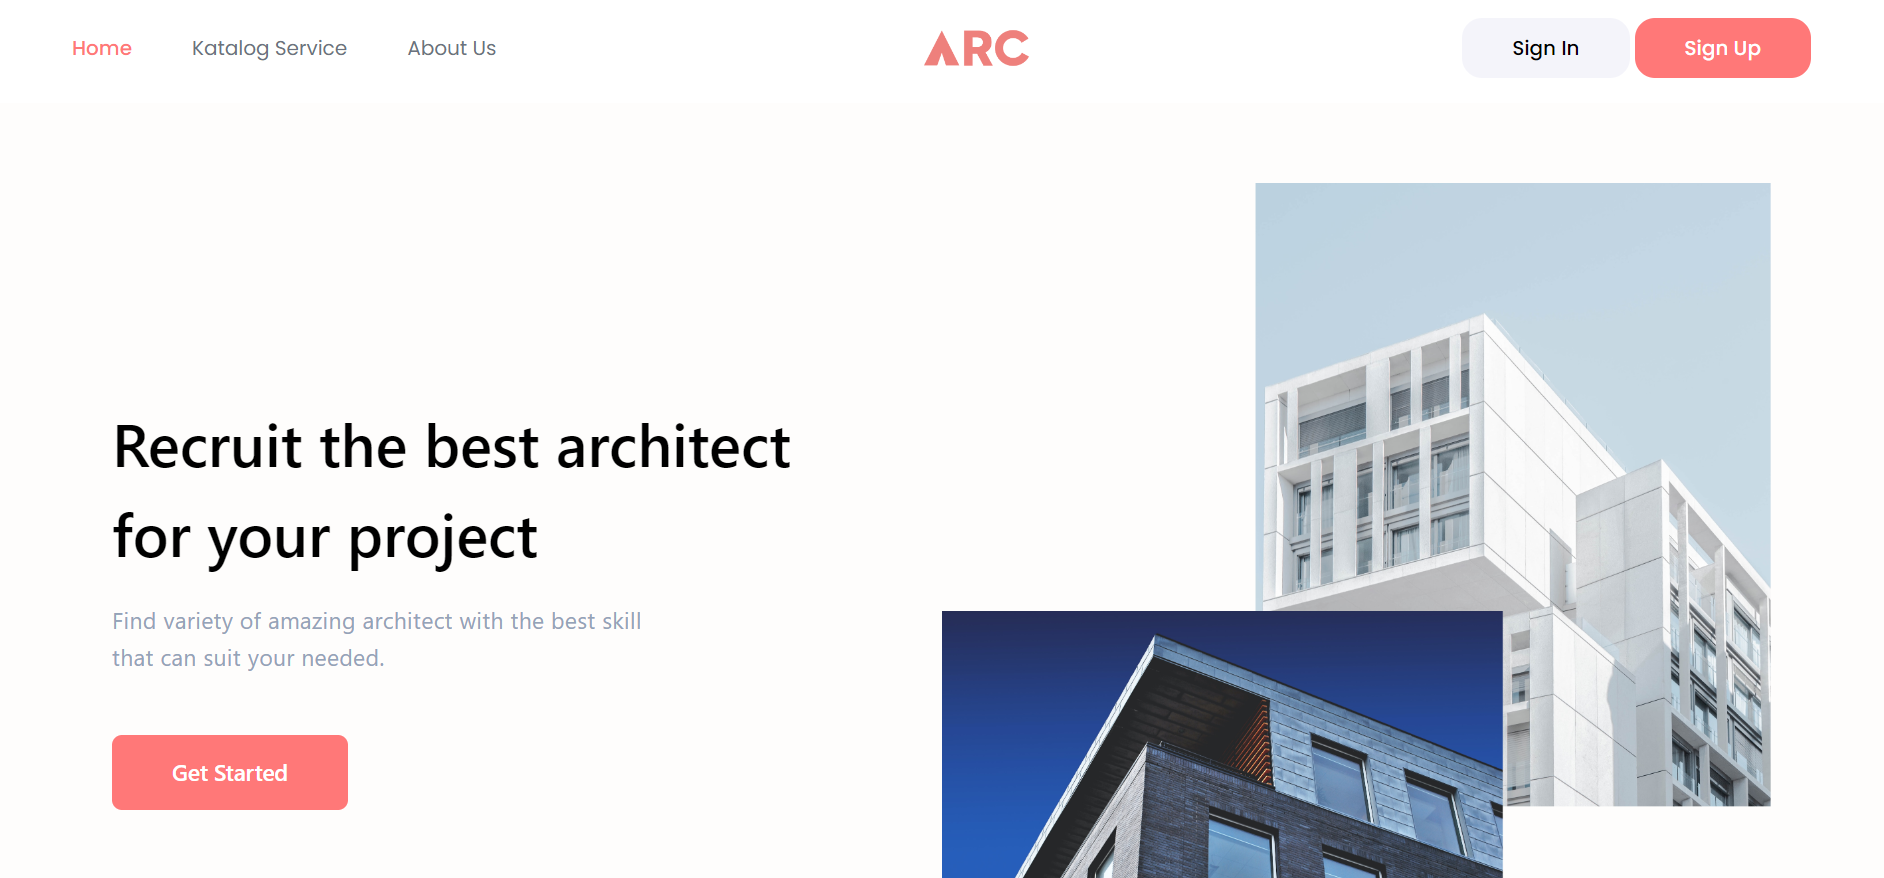 Home
Katalog Service
About Us
ARC
Sign In
Sign Up
Recruit the best architect
for your project
Find variety of amazing architect with the best skill
that can suit your needed.
Get Started